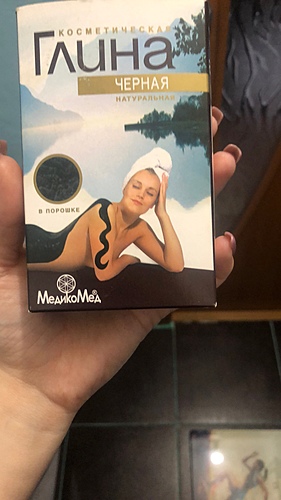 КОСМЕТИЧЕСКАЯ
Глина
ЧЕРНАЯ
НАТУРАЛЬНАЯ
В ПОРОШКЕ
МедикоМед®